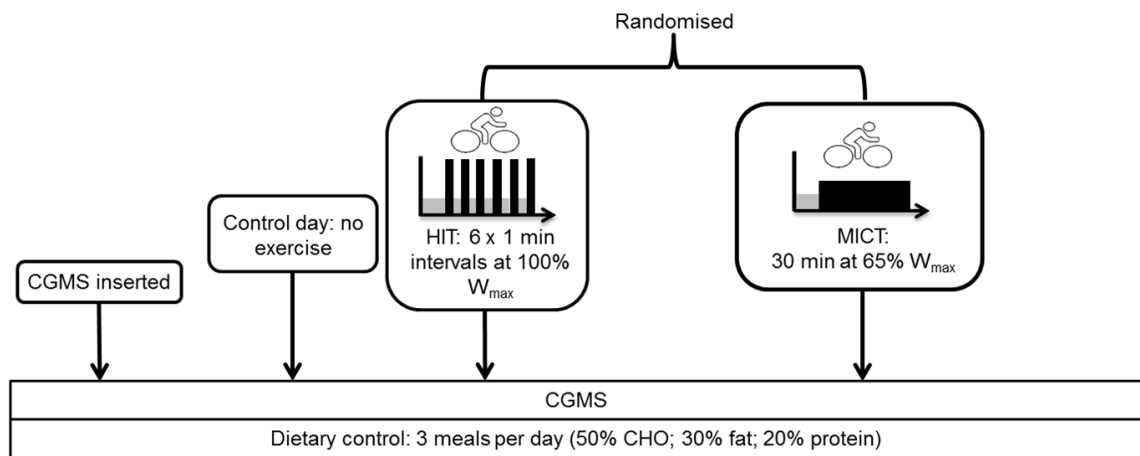 Randomised
HIT: 6 x 1 min
intervals at 100%
Wmax
MICT:
30 min at 65% Wmax
Control day: no
exercise
CGMS inserted
CGMS
Dietary control: 3 meals per day (50% CHO; 30% fat; 20% protein)